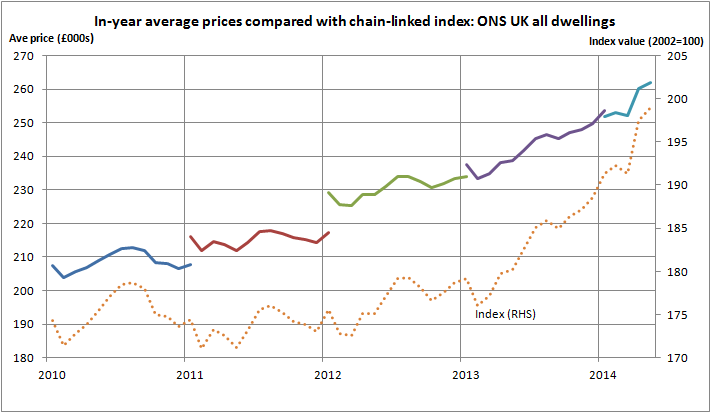 In-year average prices compared with chain-linked index: ONS UK all dwellings
Ave price (£000s) Index value (2002=100)
270 205
260 200
250 195
240 190
230 185
220 180
210 175
200 170
190
180
Index (RHS)
2010 2011 2012 2013 2014